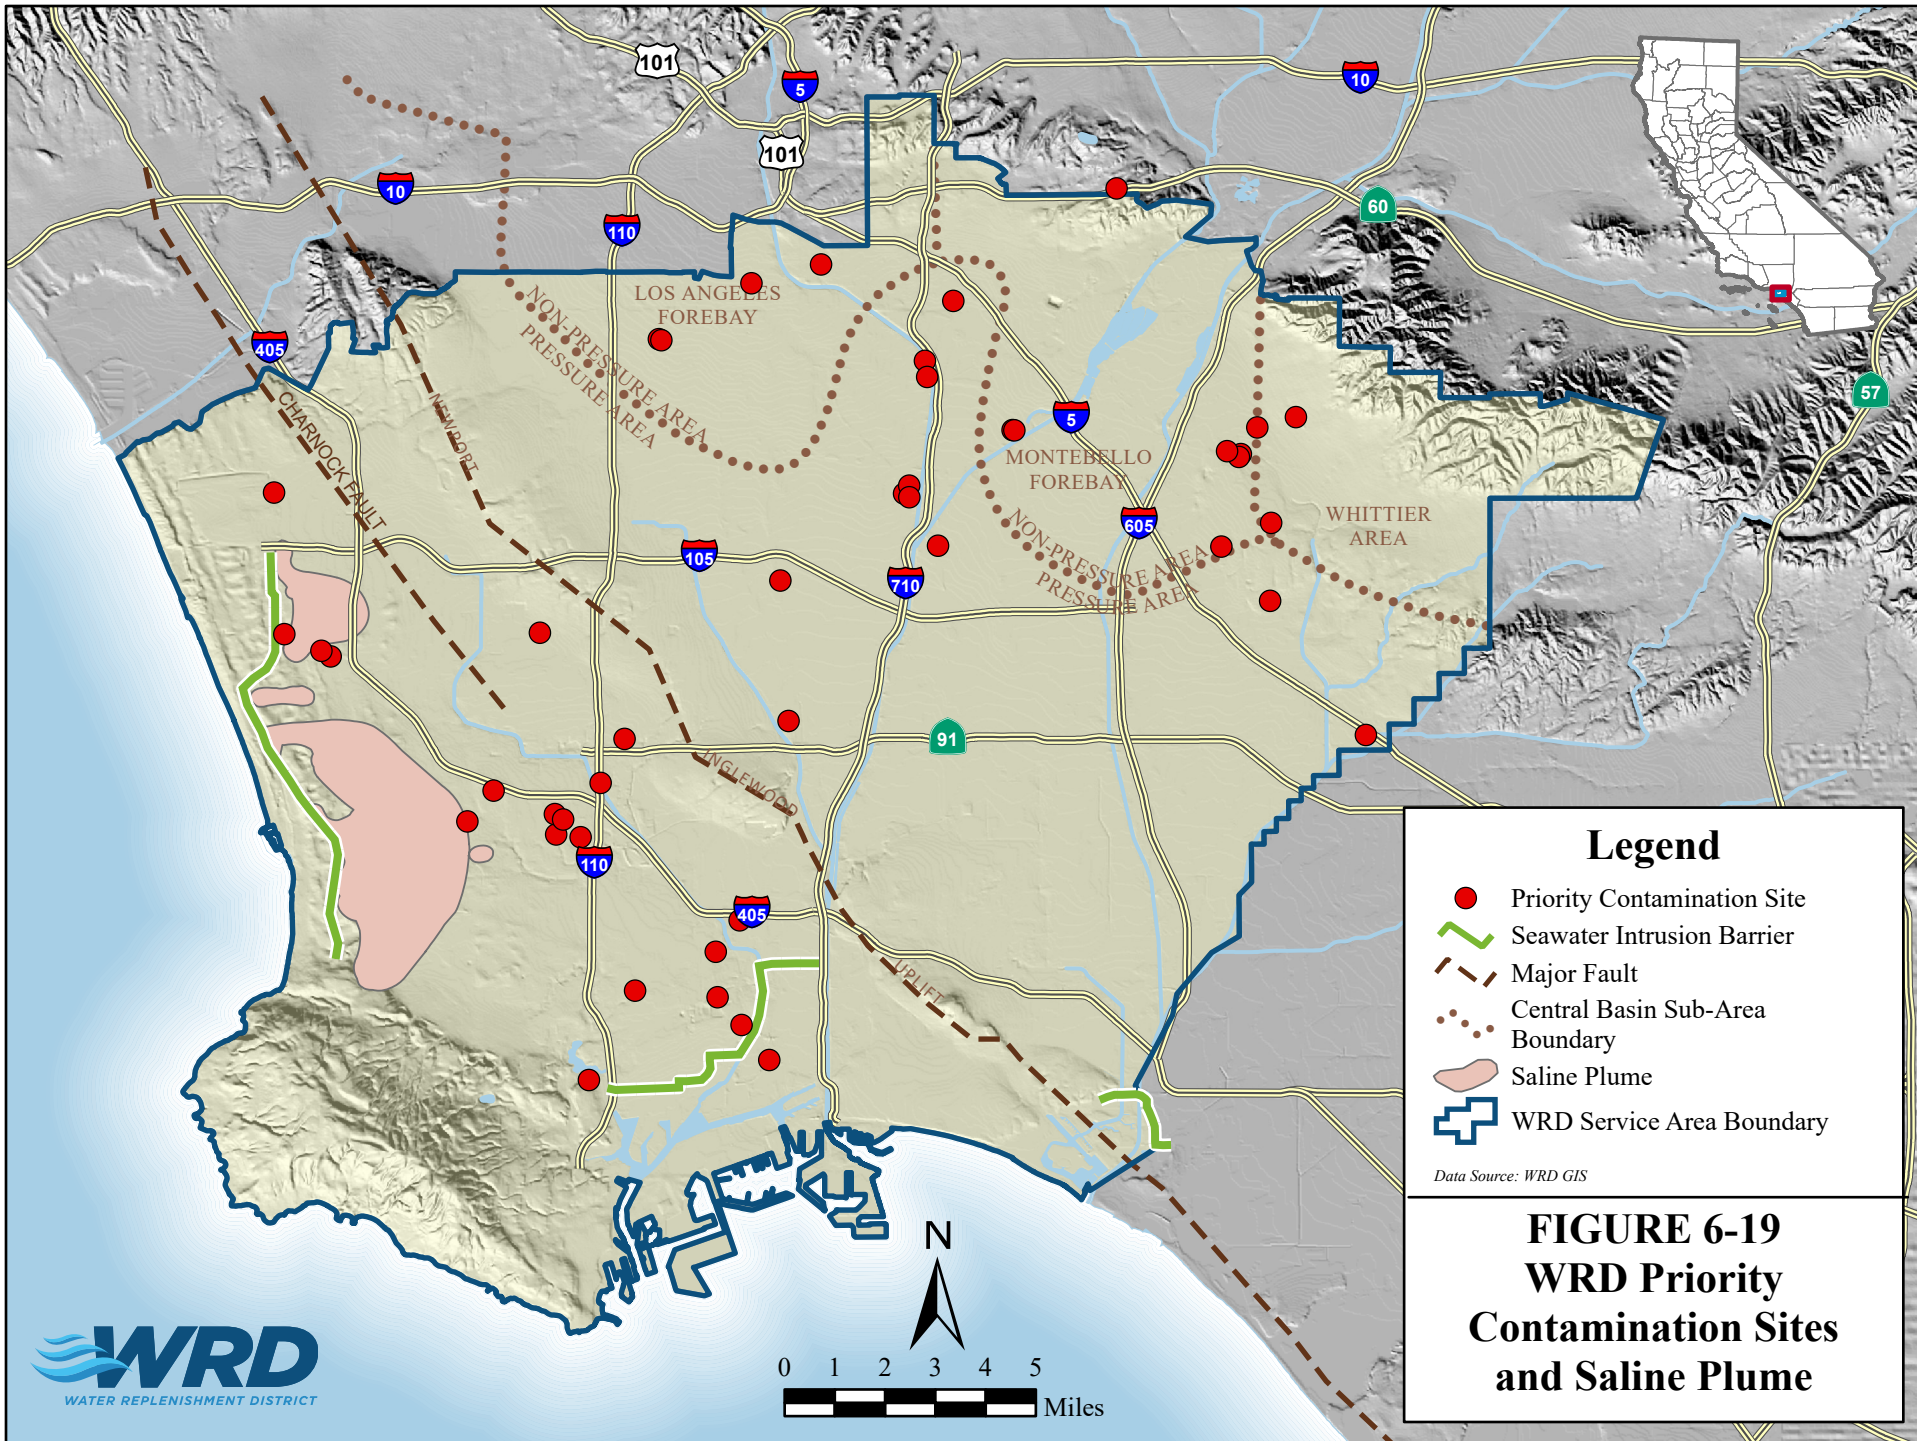 101
5
10
101
10
110
60
405
57
LOS ANGELES
FOREBAY
NON-PRESSURE AREA
PRESSURE AREA
NEWPORT
CHARNOCK FAULT
5
MONTEBELLO
FOREBAY
WHITTIER
AREA
605
NON-PRESSURE AREA
PRESSURE AREA
105
710
91
INGLEWOOD
110
405
UPLIFT
Legend
Priority Contamination Site
Seawater Intrusion Barrier
Major Fault
Central Basin Sub-Area
Boundary
Saline Plume
WRD Service Area Boundary
Data Source: WRD GIS
FIGURE 6-19
WRD Priority
Contamination Sites
and Saline Plume
N
0 1 2 3 4 5
Miles
WRD
WATER REPLENISHMENT DISTRICT